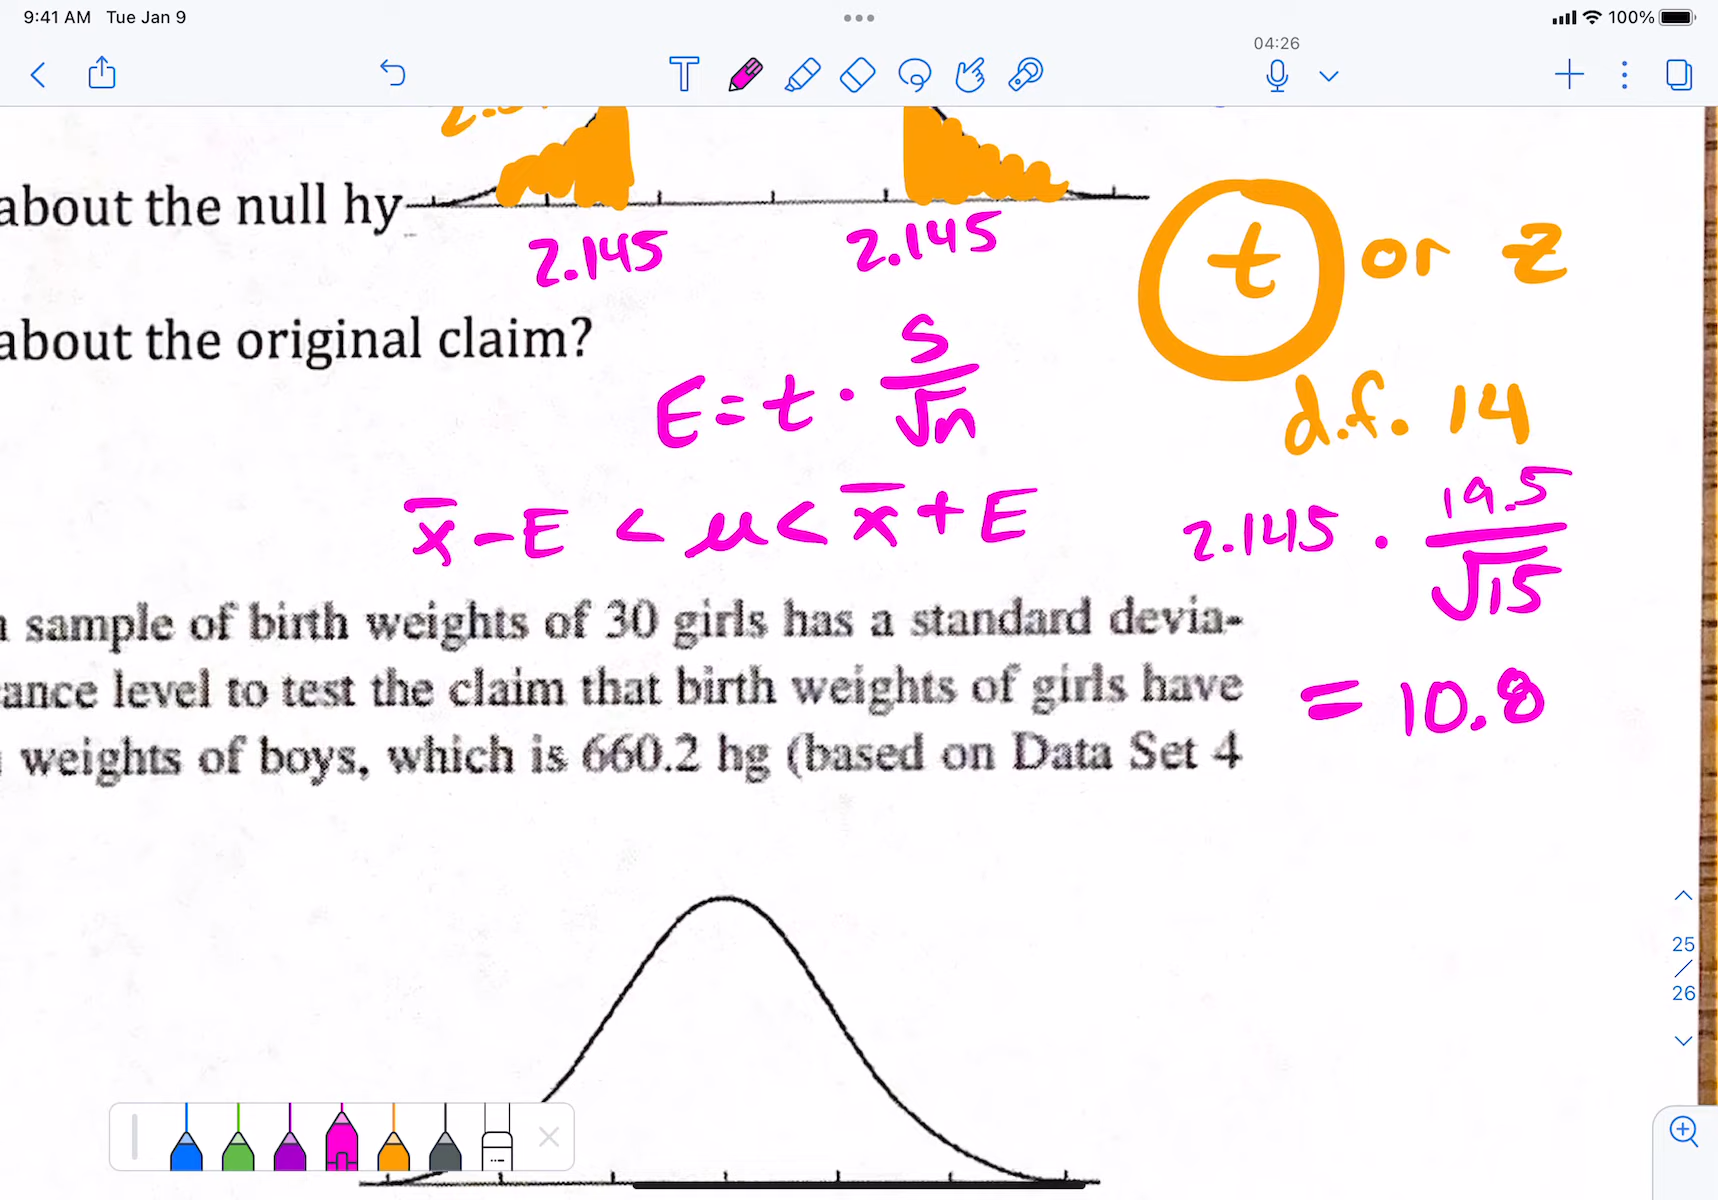 9:41 AM Tue Jan 9
100%
04:26
about the null hy
2.145 2.145
t or z
about the original claim?
E = t · s/√n
d.f. 14
x̄ - E < μ < x̄ + E
2.145 · 19.5/√15
= 10.8
sample of birth weights of 30 girls has a standard devia-
ance level to test the claim that birth weights of girls have
weights of boys, which is 660.2 hg (based on Data Set 4
25
/
26